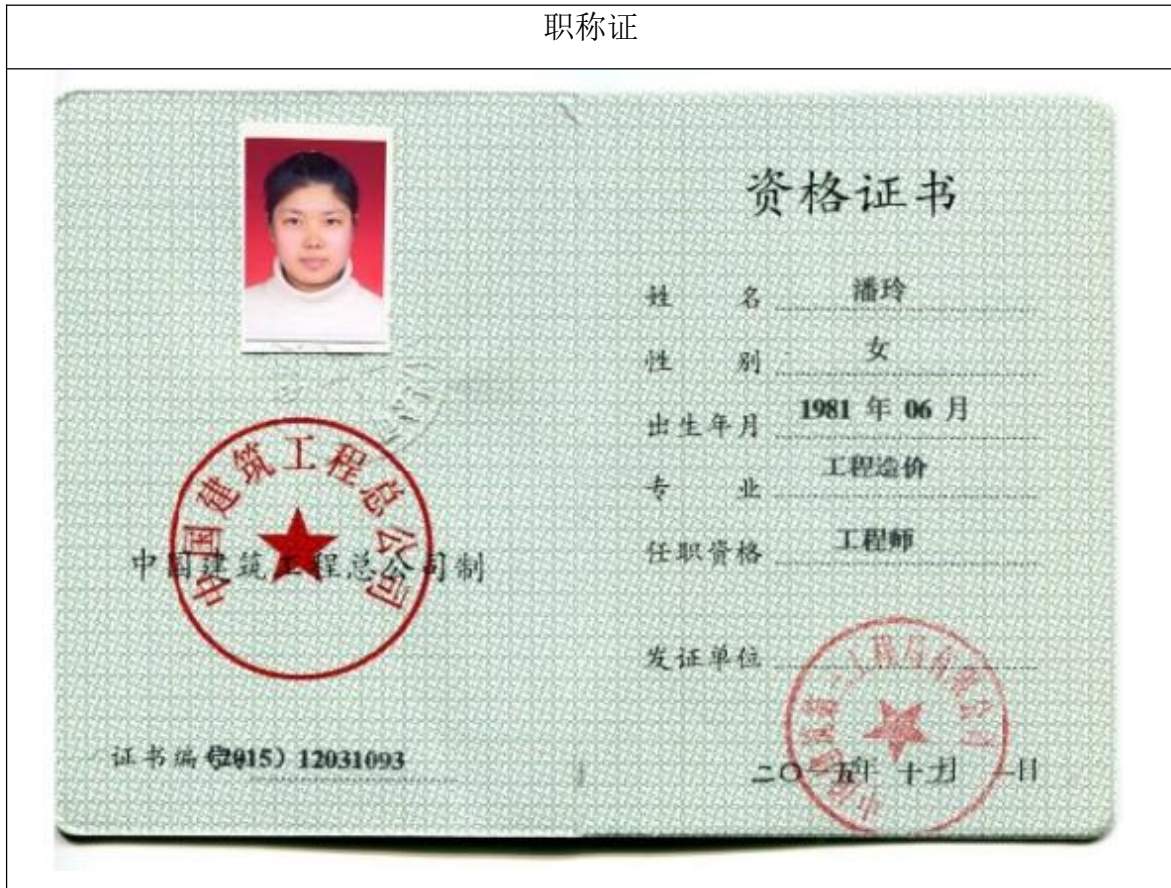 职称证
中国建筑工程总公司
中国建筑工程总公司制
证书编号(2015) 12031093
资格证书
姓 名 潘玲
性 别 女
出生年月 1981 年 06 月
专 业 工程造价
任职资格 工程师
发证单位
二〇一五年 十 月 一日